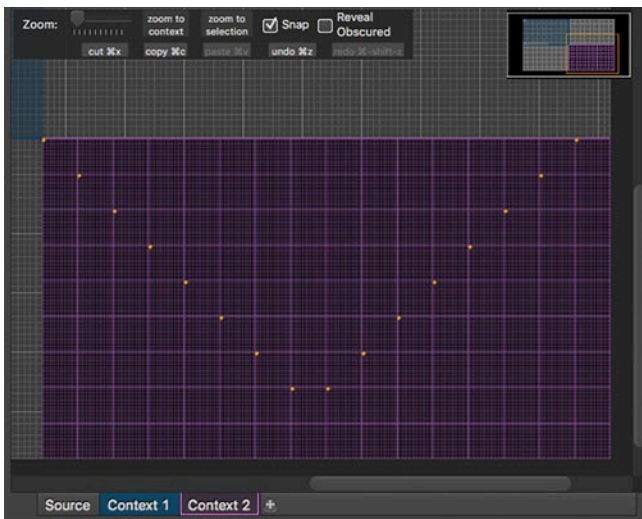 Zoom:
zoom to
context
zoom to
selection
Snap
Reveal
Obscured
cut ⌘x
copy ⌘c
paste ⌘v
undo ⌘z
redo ⌘-shift-z
Source
Context 1
Context 2
+